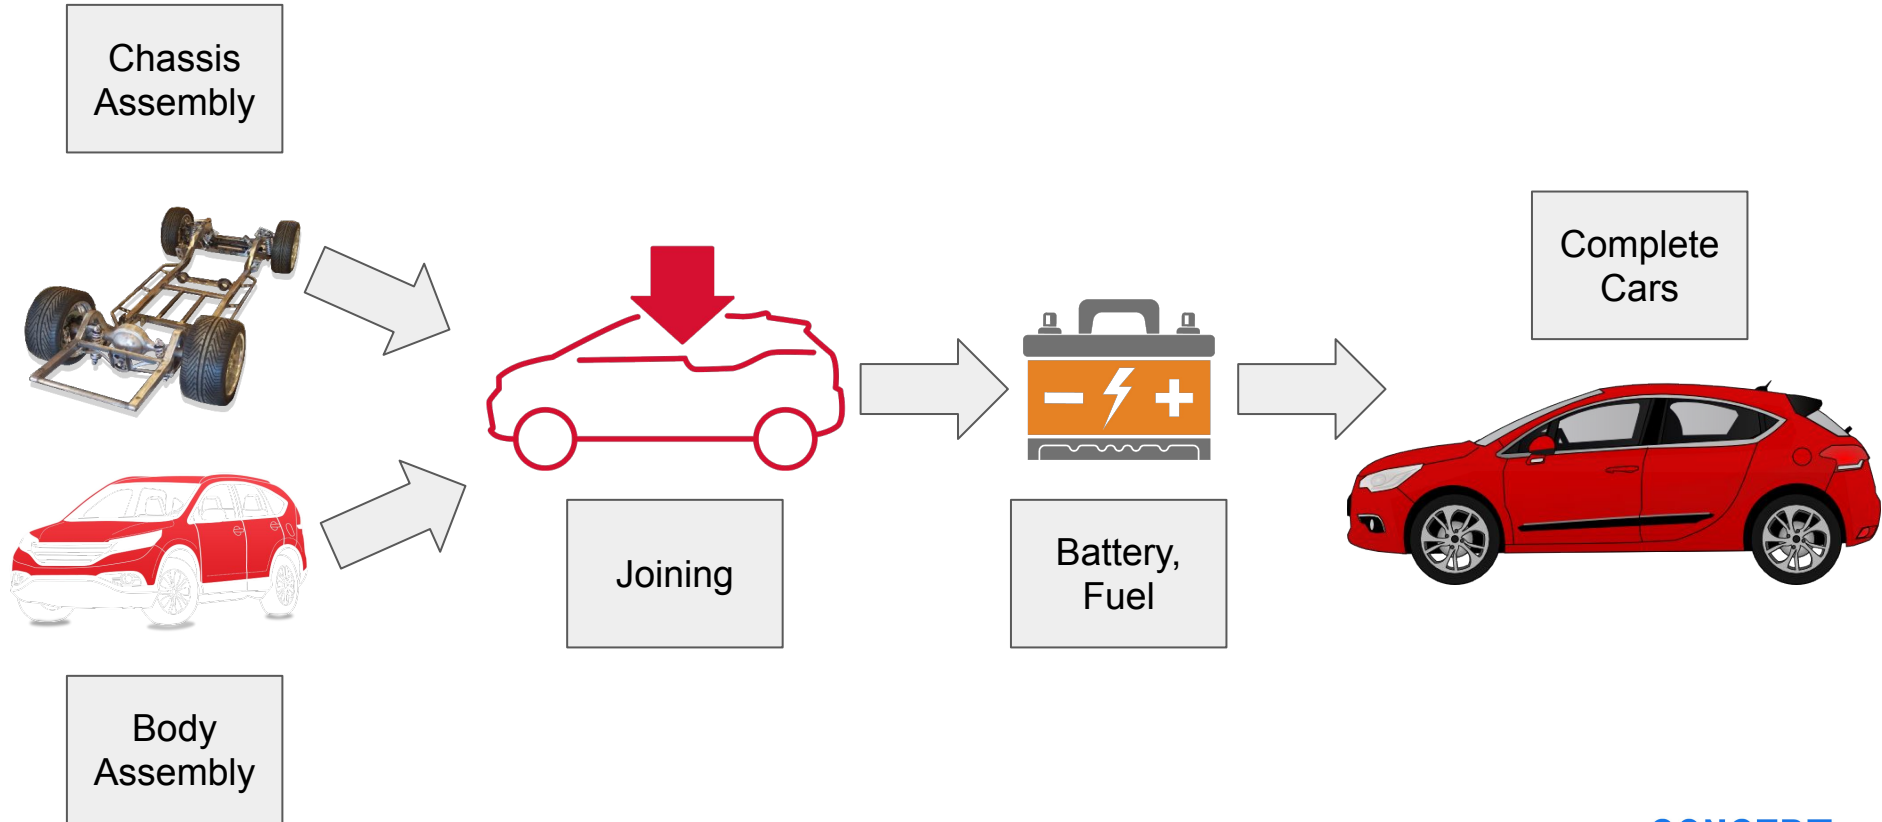 Chassis
Assembly
Complete
Cars
Joining
Battery,
Fuel
Body
Assembly